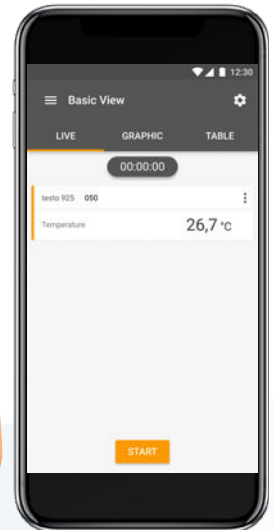 12:30
Basic View
LIVE GRAPHIC TABLE
00:00:00
testo 925 050
Temperature 26,7 °C
START